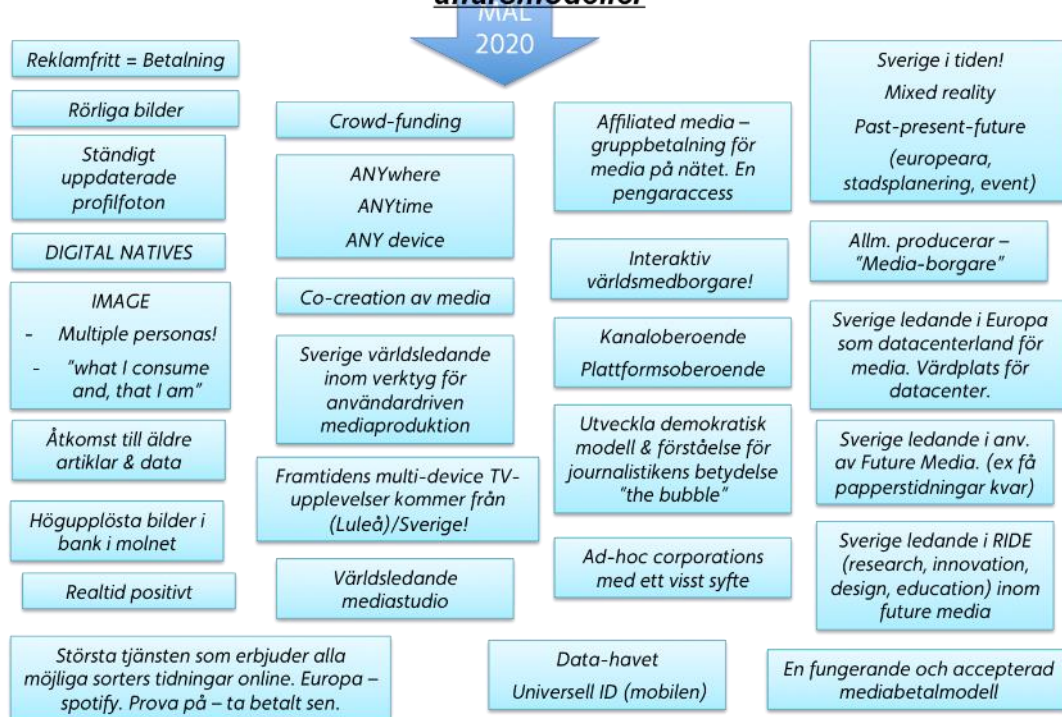 affärsmodeller
MÅL
2020
Reklamfritt = Betalning
Rörliga bilder
Ständigt
uppdaterade
profilfoton
DIGITAL NATIVES
IMAGE
- Multiple personas!
- "what I consume
and, that I am"
Åtkomst till äldre
artiklar & data
Högupplösta bilder i
bank i molnet
Realtid positivt
Crowd-funding
ANYwhere
ANYtime
ANY device
Co-creation av media
Sverige världsledande
inom verktyg för
användardriven
mediaproduktion
Framtidens multi-device TV-
upplevelser kommer från
(Luleå)/Sverige!
Världsledande
mediastudio
Affiliated media –
gruppbetalning för
media på nätet. En
pengaraccess
Interaktiv
världsmedborgare!
Kanaloberoende
Plattformsoberoende
Utveckla demokratisk
modell & förståelse för
journalistikens betydelse
"the bubble"
Ad-hoc corporations
med ett visst syfte
Sverige i tiden!
Mixed reality
Past-present-future
(europeara,
stadsplanering, event)
Allm. producerar –
"Media-borgare"
Sverige ledande i Europa
som datacenterland för
media. Värdplats för
datacenter.
Sverige ledande i anv.
av Future Media. (ex få
papperstidningar kvar)
Sverige ledande i RIDE
(research, innovation,
design, education) inom
future media
Största tjänsten som erbjuder alla
möjliga sorters tidningar online. Europa –
spotify. Prova på – ta betalt sen.
Data-havet
Universell ID (mobilen)
En fungerande och accepterad
mediabetalmodell